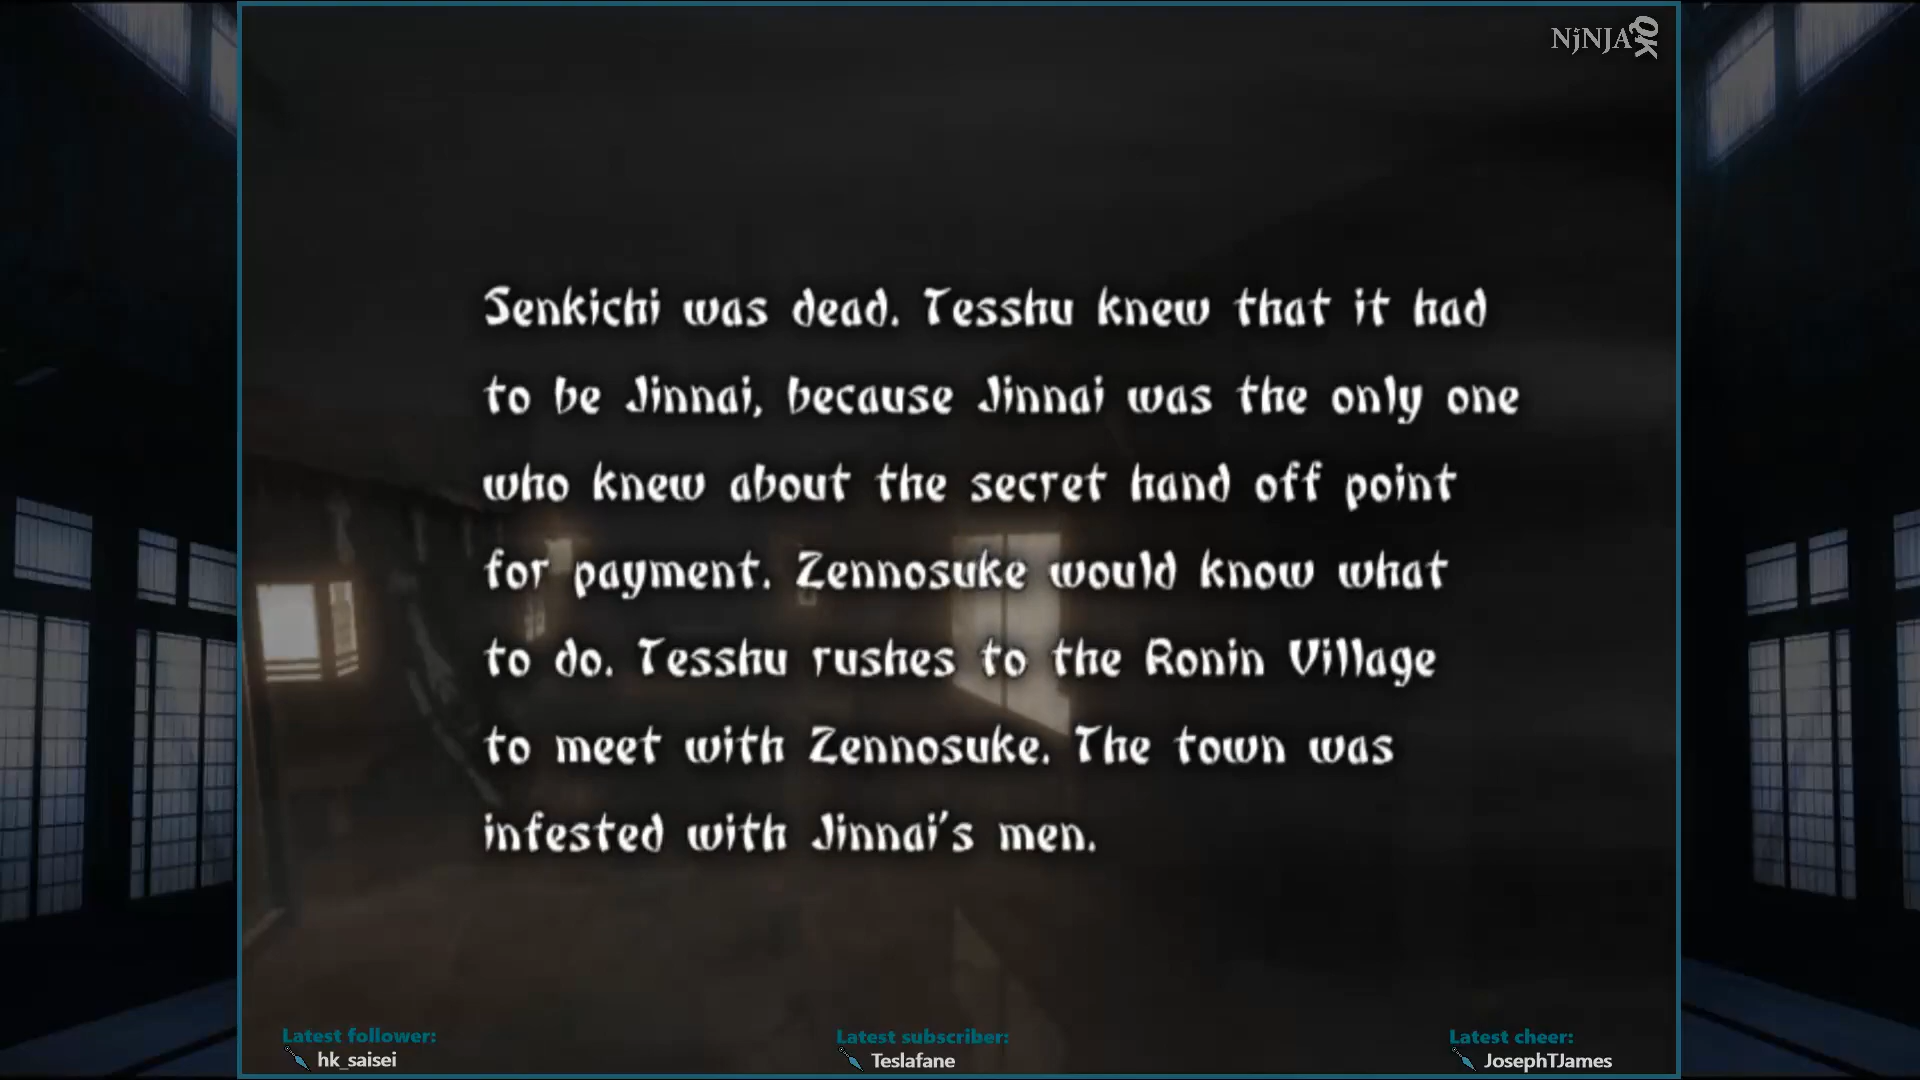 NiNJA OK
Senkichi was dead. Tesshu knew that it had
to be Jinnai, because Jinnai was the only one
who knew about the secret hand off point
for payment. Zennosuke would know what
to do. Tesshu rushes to the Ronin Village
to meet with Zennosuke. The town was
infested with Jinnai's men.
Latest follower:
hk_saisei
Latest subscriber:
Teslafane
Latest cheer:
JosephTJames